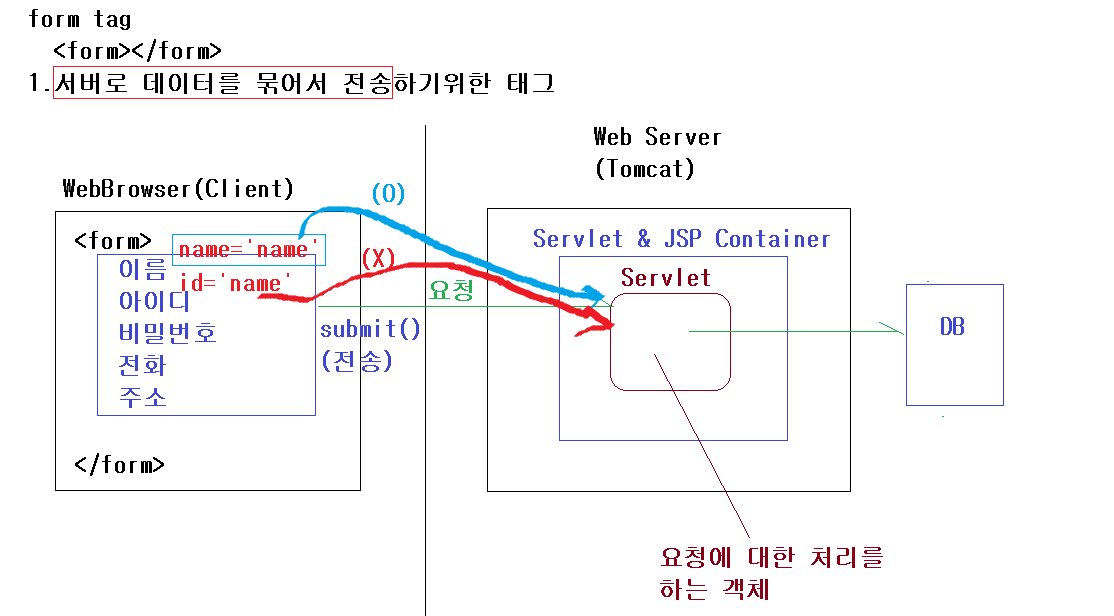 form tag
<form></form>
1.서버로 데이터를 묶어서 전송하기위한 태그
Web Server
(Tomcat)
WebBrowser(Client)
(O)
<form>
name='name'
(X)
Servlet & JSP Container
이름
id='name'
Servlet
아이디
요청
비밀번호
submit()
DB
전화
(전송)
주소
</form>
요청에 대한 처리를
하는 객체